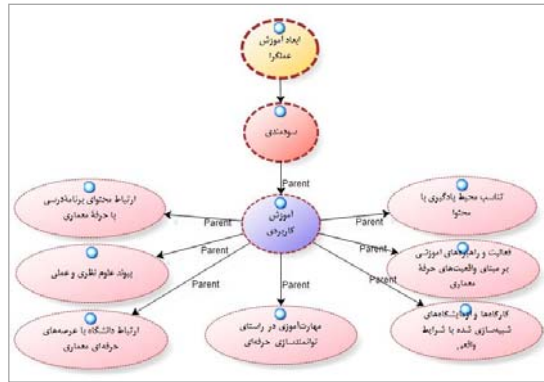 ابعاد آموزش
عملگرا
سودمندی
Parent
آموزش
کاربردی
Parent
Parent
Parent
Parent
Parent
Parent
Parent
تناسب محیط یادگیری با
محتوا
ارتباط محتوای برنامه‌درسی
با حرفهٔ معماری
فعالیت و راهبردهای آموزشی
بر مبنای واقعیت‌های حرفهٔ
معماری
پیوند علوم نظری و عملی
کارگاه‌ها و آزمایشگاه‌های
شبیه‌سازی شده با شرایط
واقعی
مهارت‌آموزی در راستای
توانمندسازی حرفه‌ای
ارتباط دانشگاه با عرصه‌های
حرفه‌ای معماری